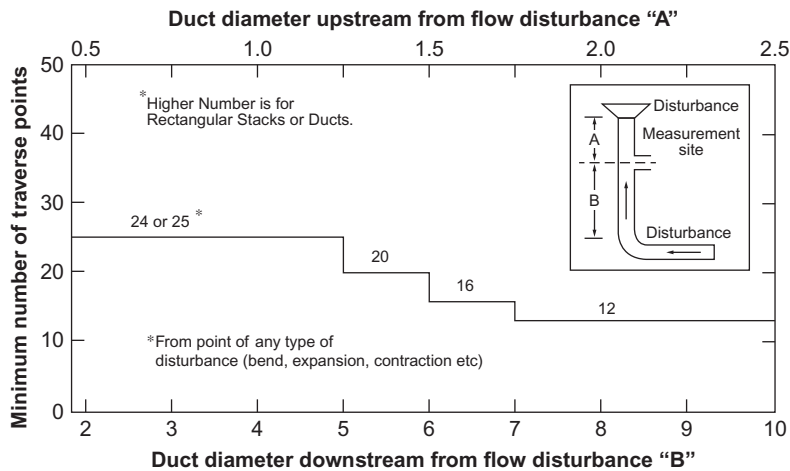 Duct diameter upstream from flow disturbance “A”
0.5 1.0 1.5 2.0 2.5
50
40
30
20
10
0
Minimum number of traverse points
*Higher Number is for
Rectangular Stacks or Ducts.
24 or 25 *
20
16
12
*From point of any type of
disturbance (bend, expansion, contraction etc)
Disturbance
A
Measurement
site
B
Disturbance
2 3 4 5 6 7 8 9 10
Duct diameter downstream from flow disturbance “B”